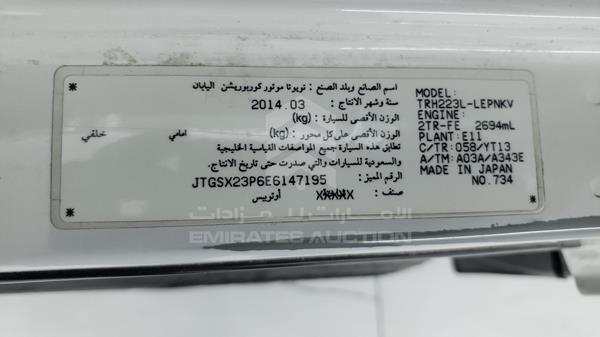 اسم الصانع وبلد الصنع : تويوتا موتور كوربوريشن اليابان
سنة وشهر الانتاج : 2014.03
الوزن الأقصى للسيارة : (kg)
الوزن الأقصى على كل محور : (kg) امامي خلفي
تطابق هذه السيارة جميع المواصفات القياسية الخليجية
والسعودية للسيارات والتي صدرت حتى تاريخ الانتاج.
الرقم المميز : JTGSX23P6E6147195
صنف : XXXXX أوتوبيس
MODEL:
TRH223L-LEPNKV
ENGINE:
2TR-FE 2694mL
PLANT: E11
C/TR: 058/YT13
A/TM: A03A/A343E
MADE IN JAPAN
NO.734
الامارات للمزادات
EMIRATES AUCTION